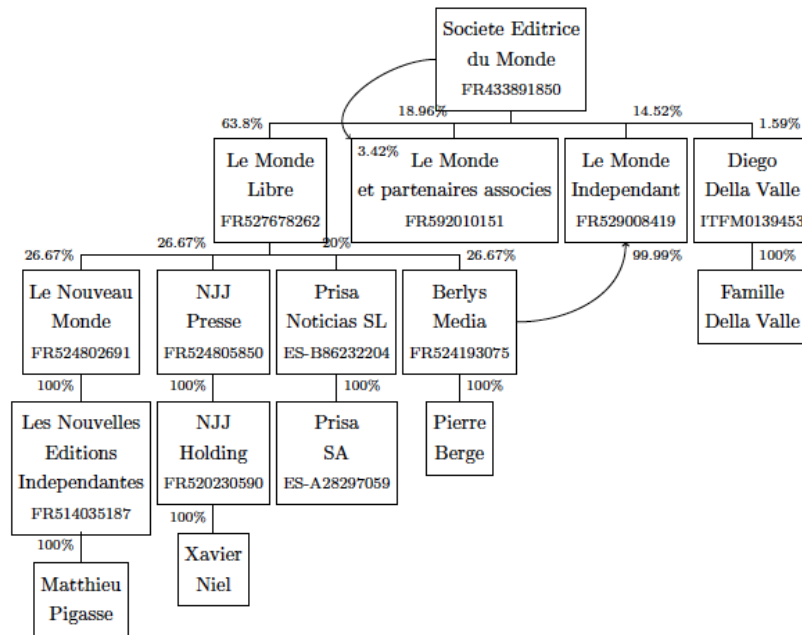 Societe Editrice
du Monde
FR433891850
63.8%
18.96%
14.52%
1.59%
Le Monde
Libre
FR527678262
3.42%
Le Monde
et partenaires associes
FR592010151
Le Monde
Independant
FR529008419
Diego
Della Valle
ITFM0139453
26.67%
26.67%
20%
26.67%
99.99%
100%
Le Nouveau
Monde
FR524802691
NJJ
Presse
FR524805850
Prisa
Noticias SL
ES-B86232204
Berlys
Media
FR524193075
Famille
Della Valle
100%
100%
100%
100%
Les Nouvelles
Editions
Independantes
FR514035187
NJJ
Holding
FR520230590
Prisa
SA
ES-A28297059
Pierre
Berge
100%
100%
Matthieu
Pigasse
Xavier
Niel